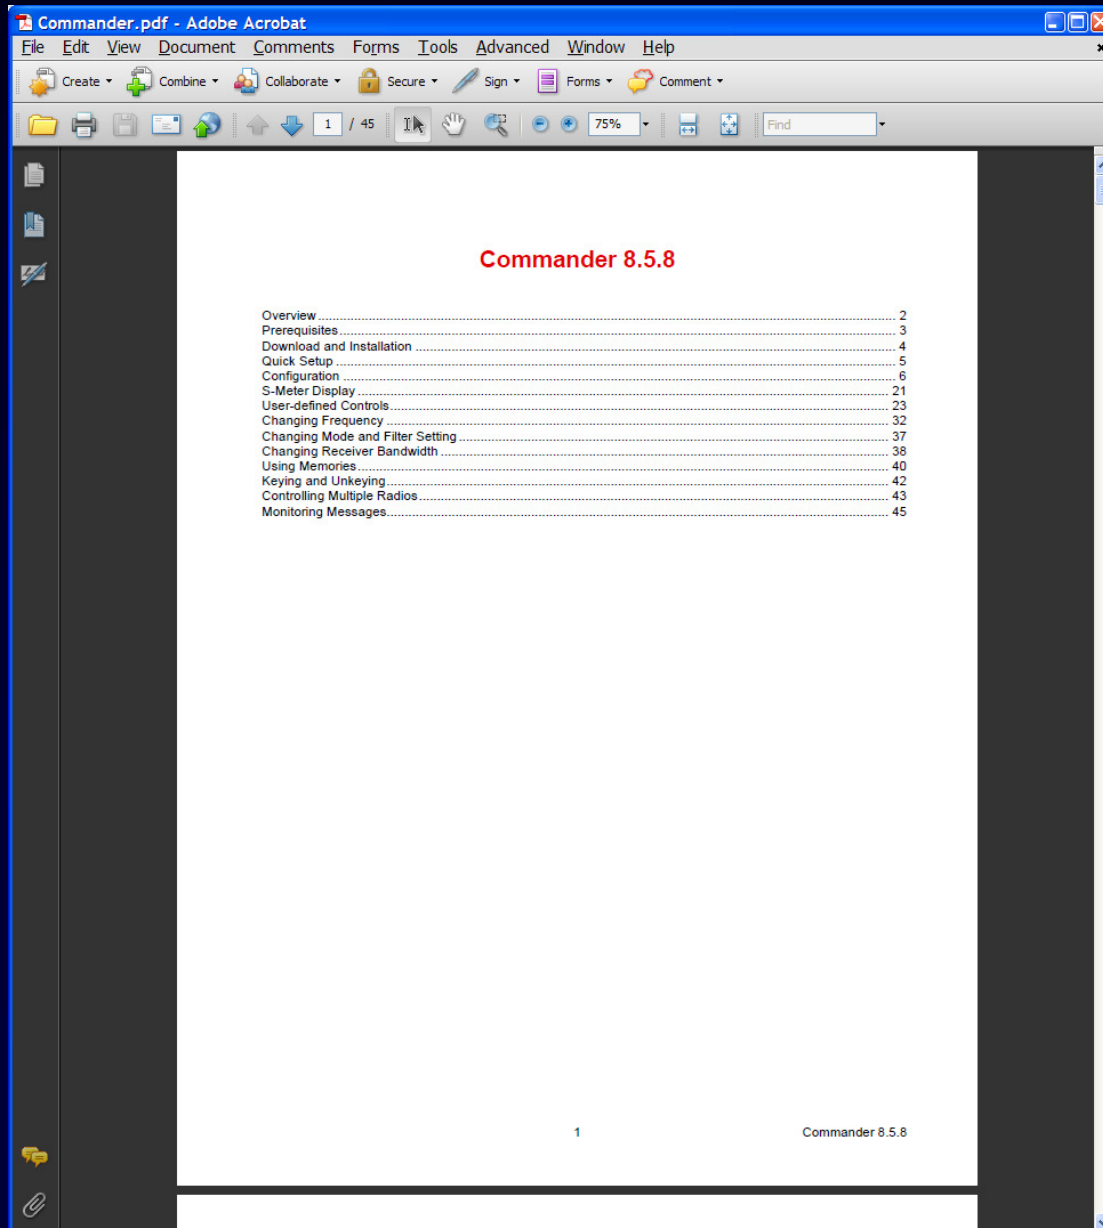 Commander.pdf - Adobe Acrobat
File Edit View Document Comments Forms Tools Advanced Window Help
Create Combine Collaborate Secure Sign Forms Comment
1 / 45 75% Find
Commander 8.5.8
Overview ........ 2
Prerequisites ........ 3
Download and Installation ........ 4
Quick Setup ........ 5
Configuration ........ 6
S-Meter Display ........ 21
User-defined Controls ........ 23
Changing Frequency ........ 32
Changing Mode and Filter Setting ........ 37
Changing Receiver Bandwidth ........ 38
Using Memories ........ 40
Keying and Unkeying ........ 42
Controlling Multiple Radios ........ 43
Monitoring Messages ........ 45
1 Commander 8.5.8